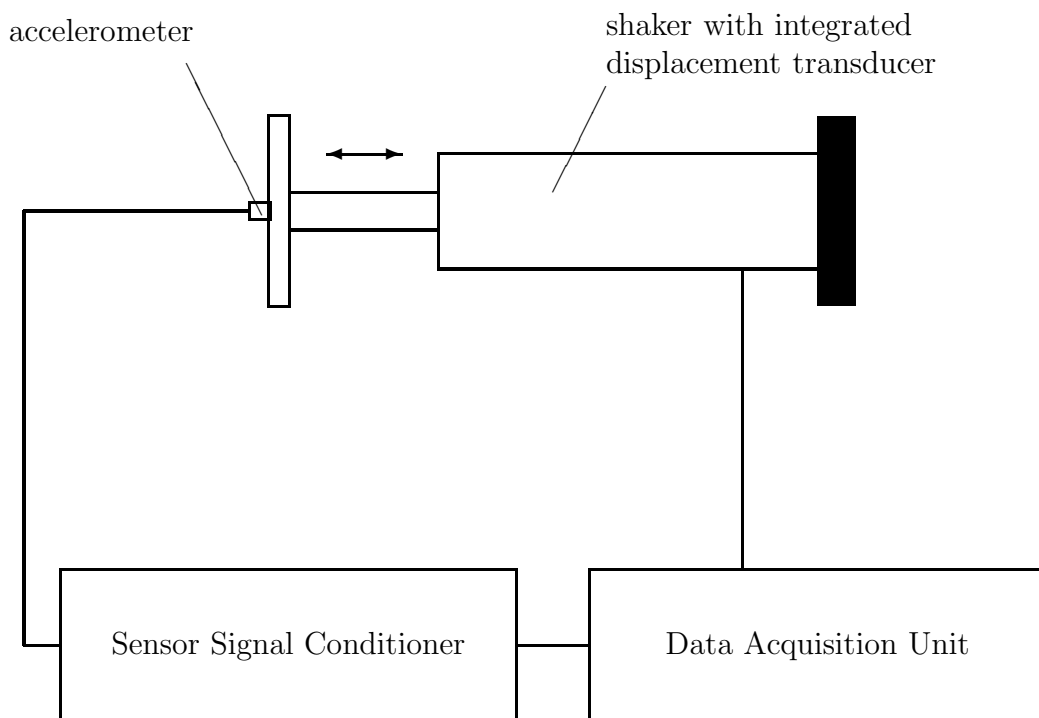 accelerometer
shaker with integrated
displacement transducer
Sensor Signal Conditioner
Data Acquisition Unit